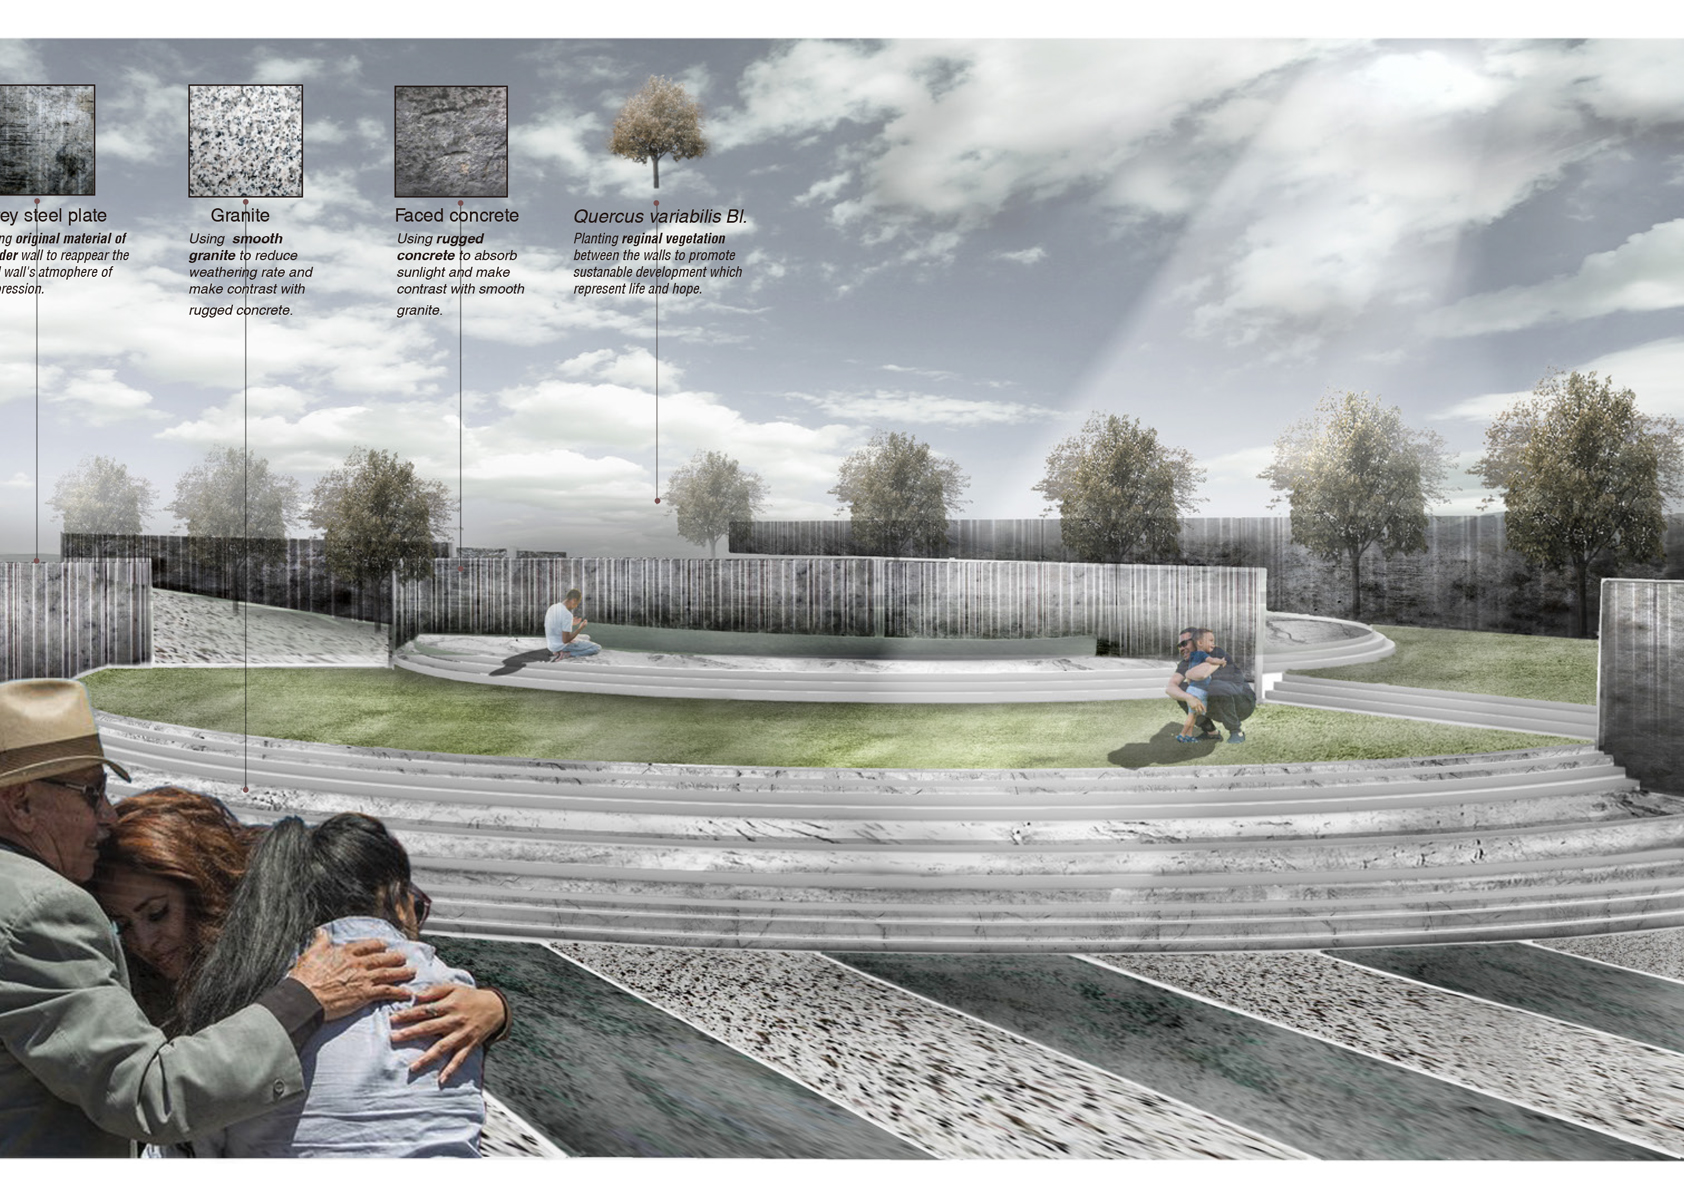 ey steel plate
ng original material of
der wall to reappear the
wall's atmophere of
ression.
Granite
Using smooth
granite to reduce
weathering rate and
make contrast with
rugged concrete.
Faced concrete
Using rugged
concrete to absorb
sunlight and make
contrast with smooth
granite.
Quercus variabilis Bl.
Planting reginal vegetation
between the walls to promote
sustanable development which
represent life and hope.